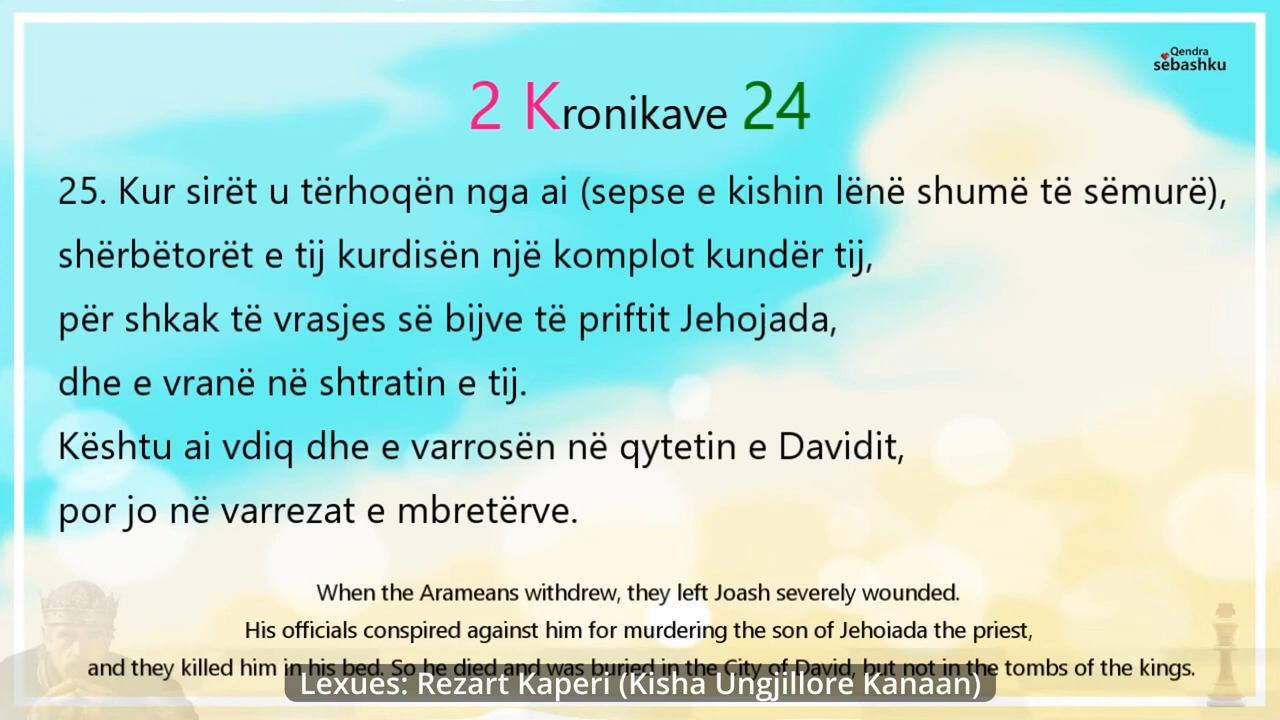 Qendra
sëbashku
2 Kronikave 24
25. Kur sirët u tërhoqën nga ai (sepse e kishin lënë shumë të sëmurë),
shërbëtorët e tij kurdisën një komplot kundër tij,
për shkak të vrasjes së bijve të priftit Jehojada,
dhe e vranë në shtratin e tij.
Kështu ai vdiq dhe e varrosën në qytetin e Davidit,
por jo në varrezat e mbretërve.
When the Arameans withdrew, they left Joash severely wounded.
His officials conspired against him for murdering the son of Jehoiada the priest,
and they killed him in his bed. So he died and was buried in the City of David, but not in the tombs of the kings.
Lexues: Rezart Kaperi (Kisha Ungjillore Kanaan)